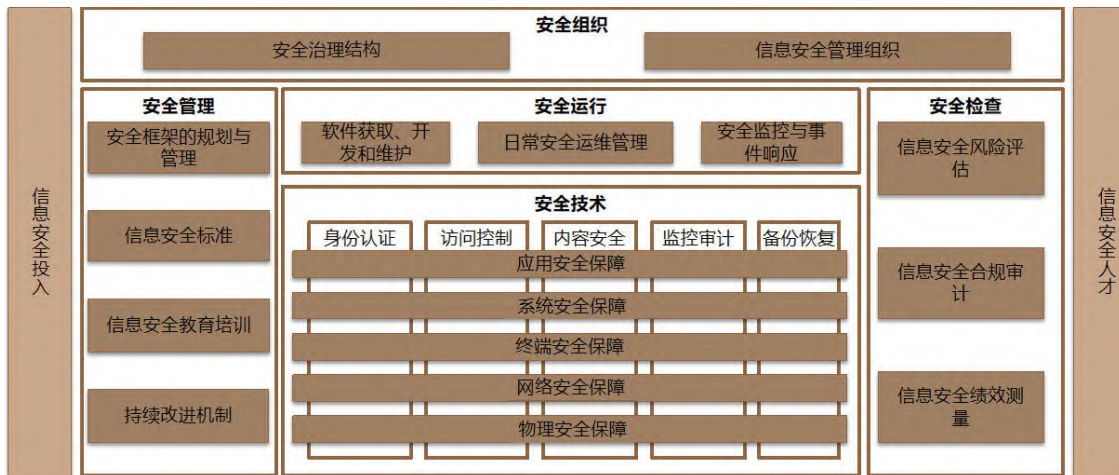 信息安全投入
安全组织
安全治理结构
信息安全管理组织
安全管理
安全框架的规划与
管理
信息安全标准
信息安全教育培训
持续改进机制
安全运行
软件获取、开
发和维护
日常安全运维管理
安全监控与事
件响应
安全技术
身份认证
访问控制
内容安全
监控审计
备份恢复
应用安全保障
系统安全保障
终端安全保障
网络安全保障
物理安全保障
安全检查
信息安全风险评
估
信息安全合规审
计
信息安全绩效测
量
信息安全人才